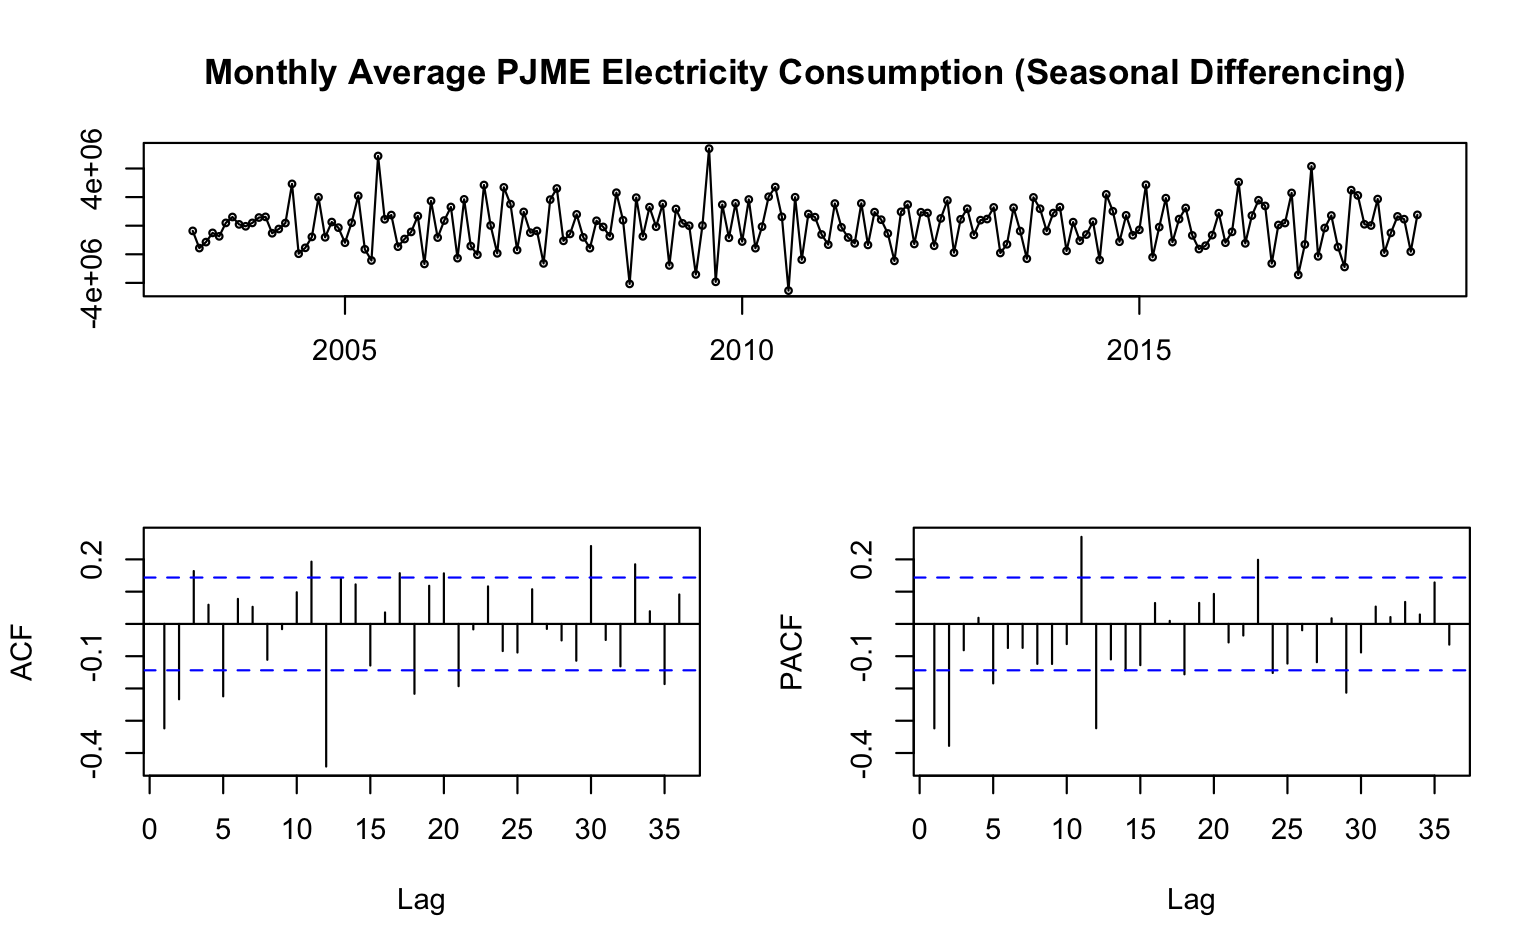 Monthly Average PJME Electricity Consumption (Seasonal Differencing)
4e+06
-4e+06
2005 2010 2015
ACF
0.2
-0.1
-0.4
0 5 10 15 20 25 30 35
Lag
PACF
0.2
-0.1
-0.4
0 5 10 15 20 25 30 35
Lag